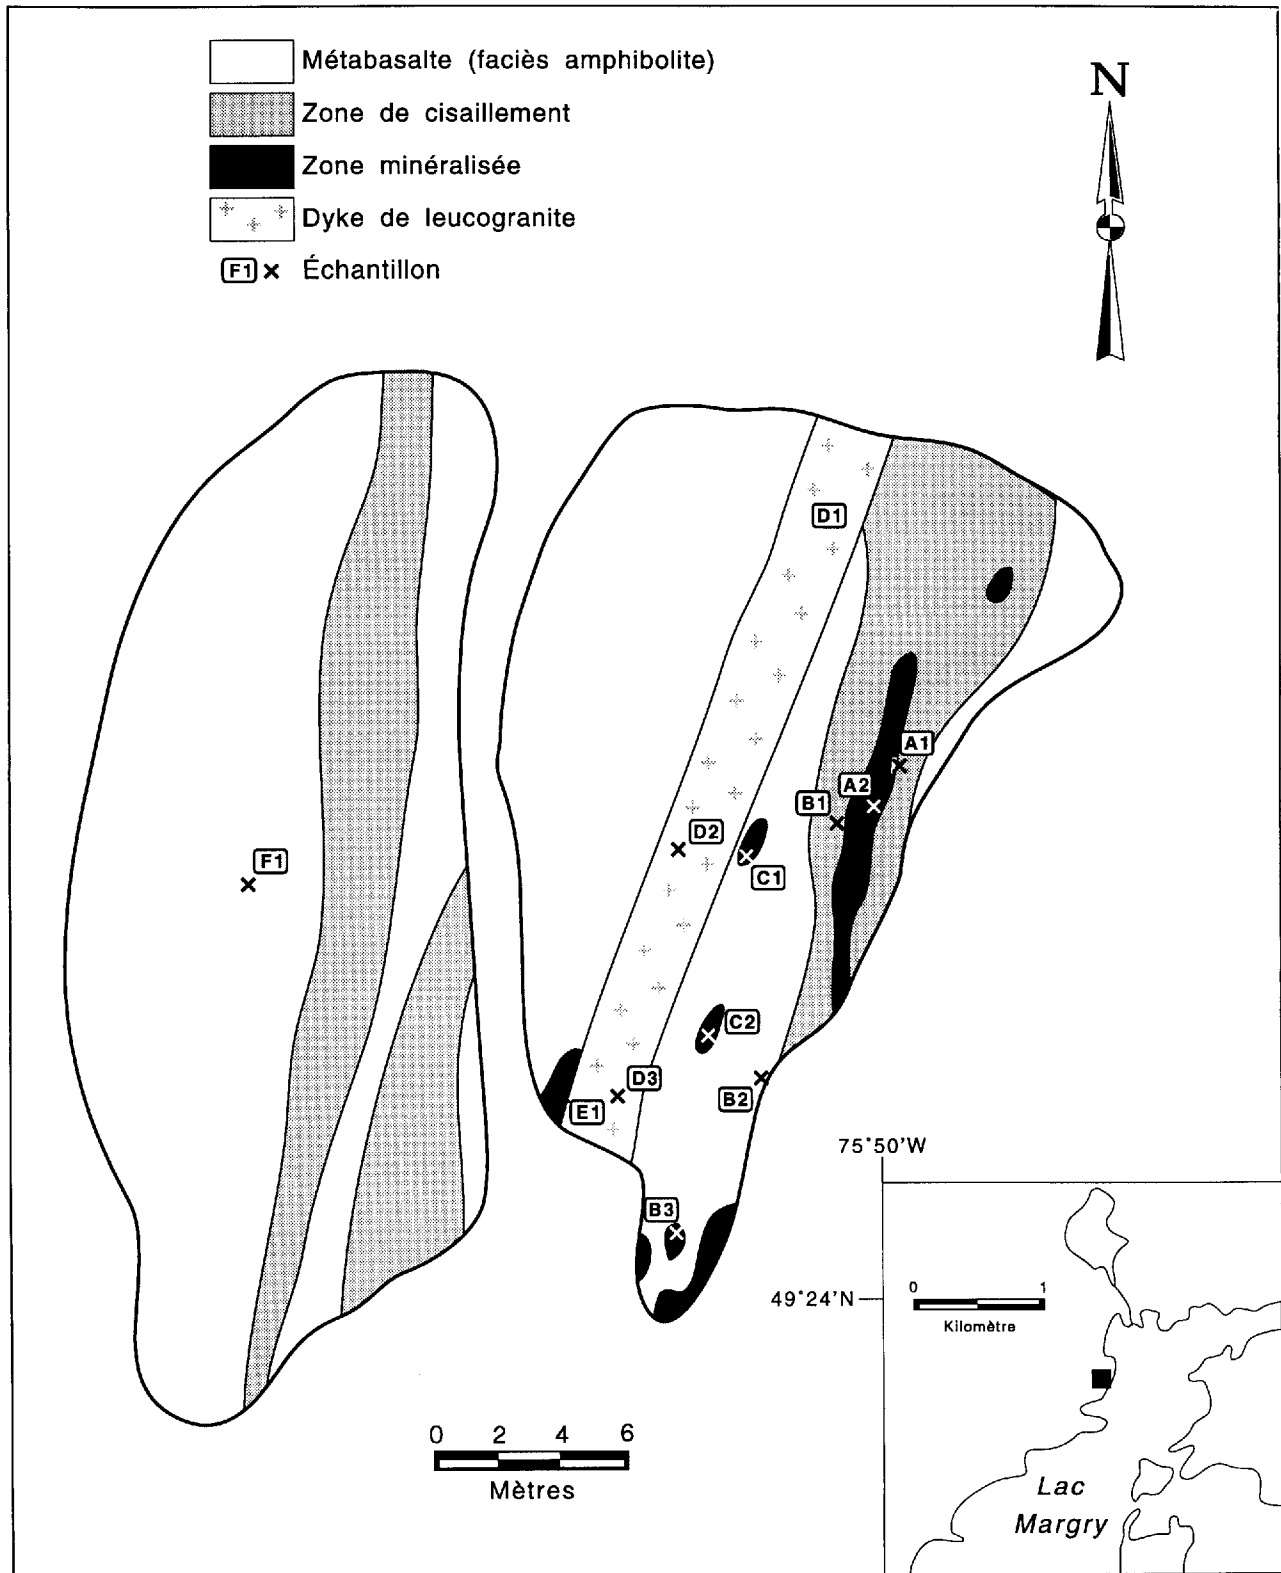 Métabasalte (faciès amphibolite)
Zone de cisaillement
Zone minéralisée
Dyke de leucogranite
F1 Échantillon
N
D1
A1
A2
B1
D2
F1
C1
C2
D3
B2
E1
75°50'W
B3
49°24'N
0 1
Kilomètre
0 2 4 6
Mètres
Lac
Margry